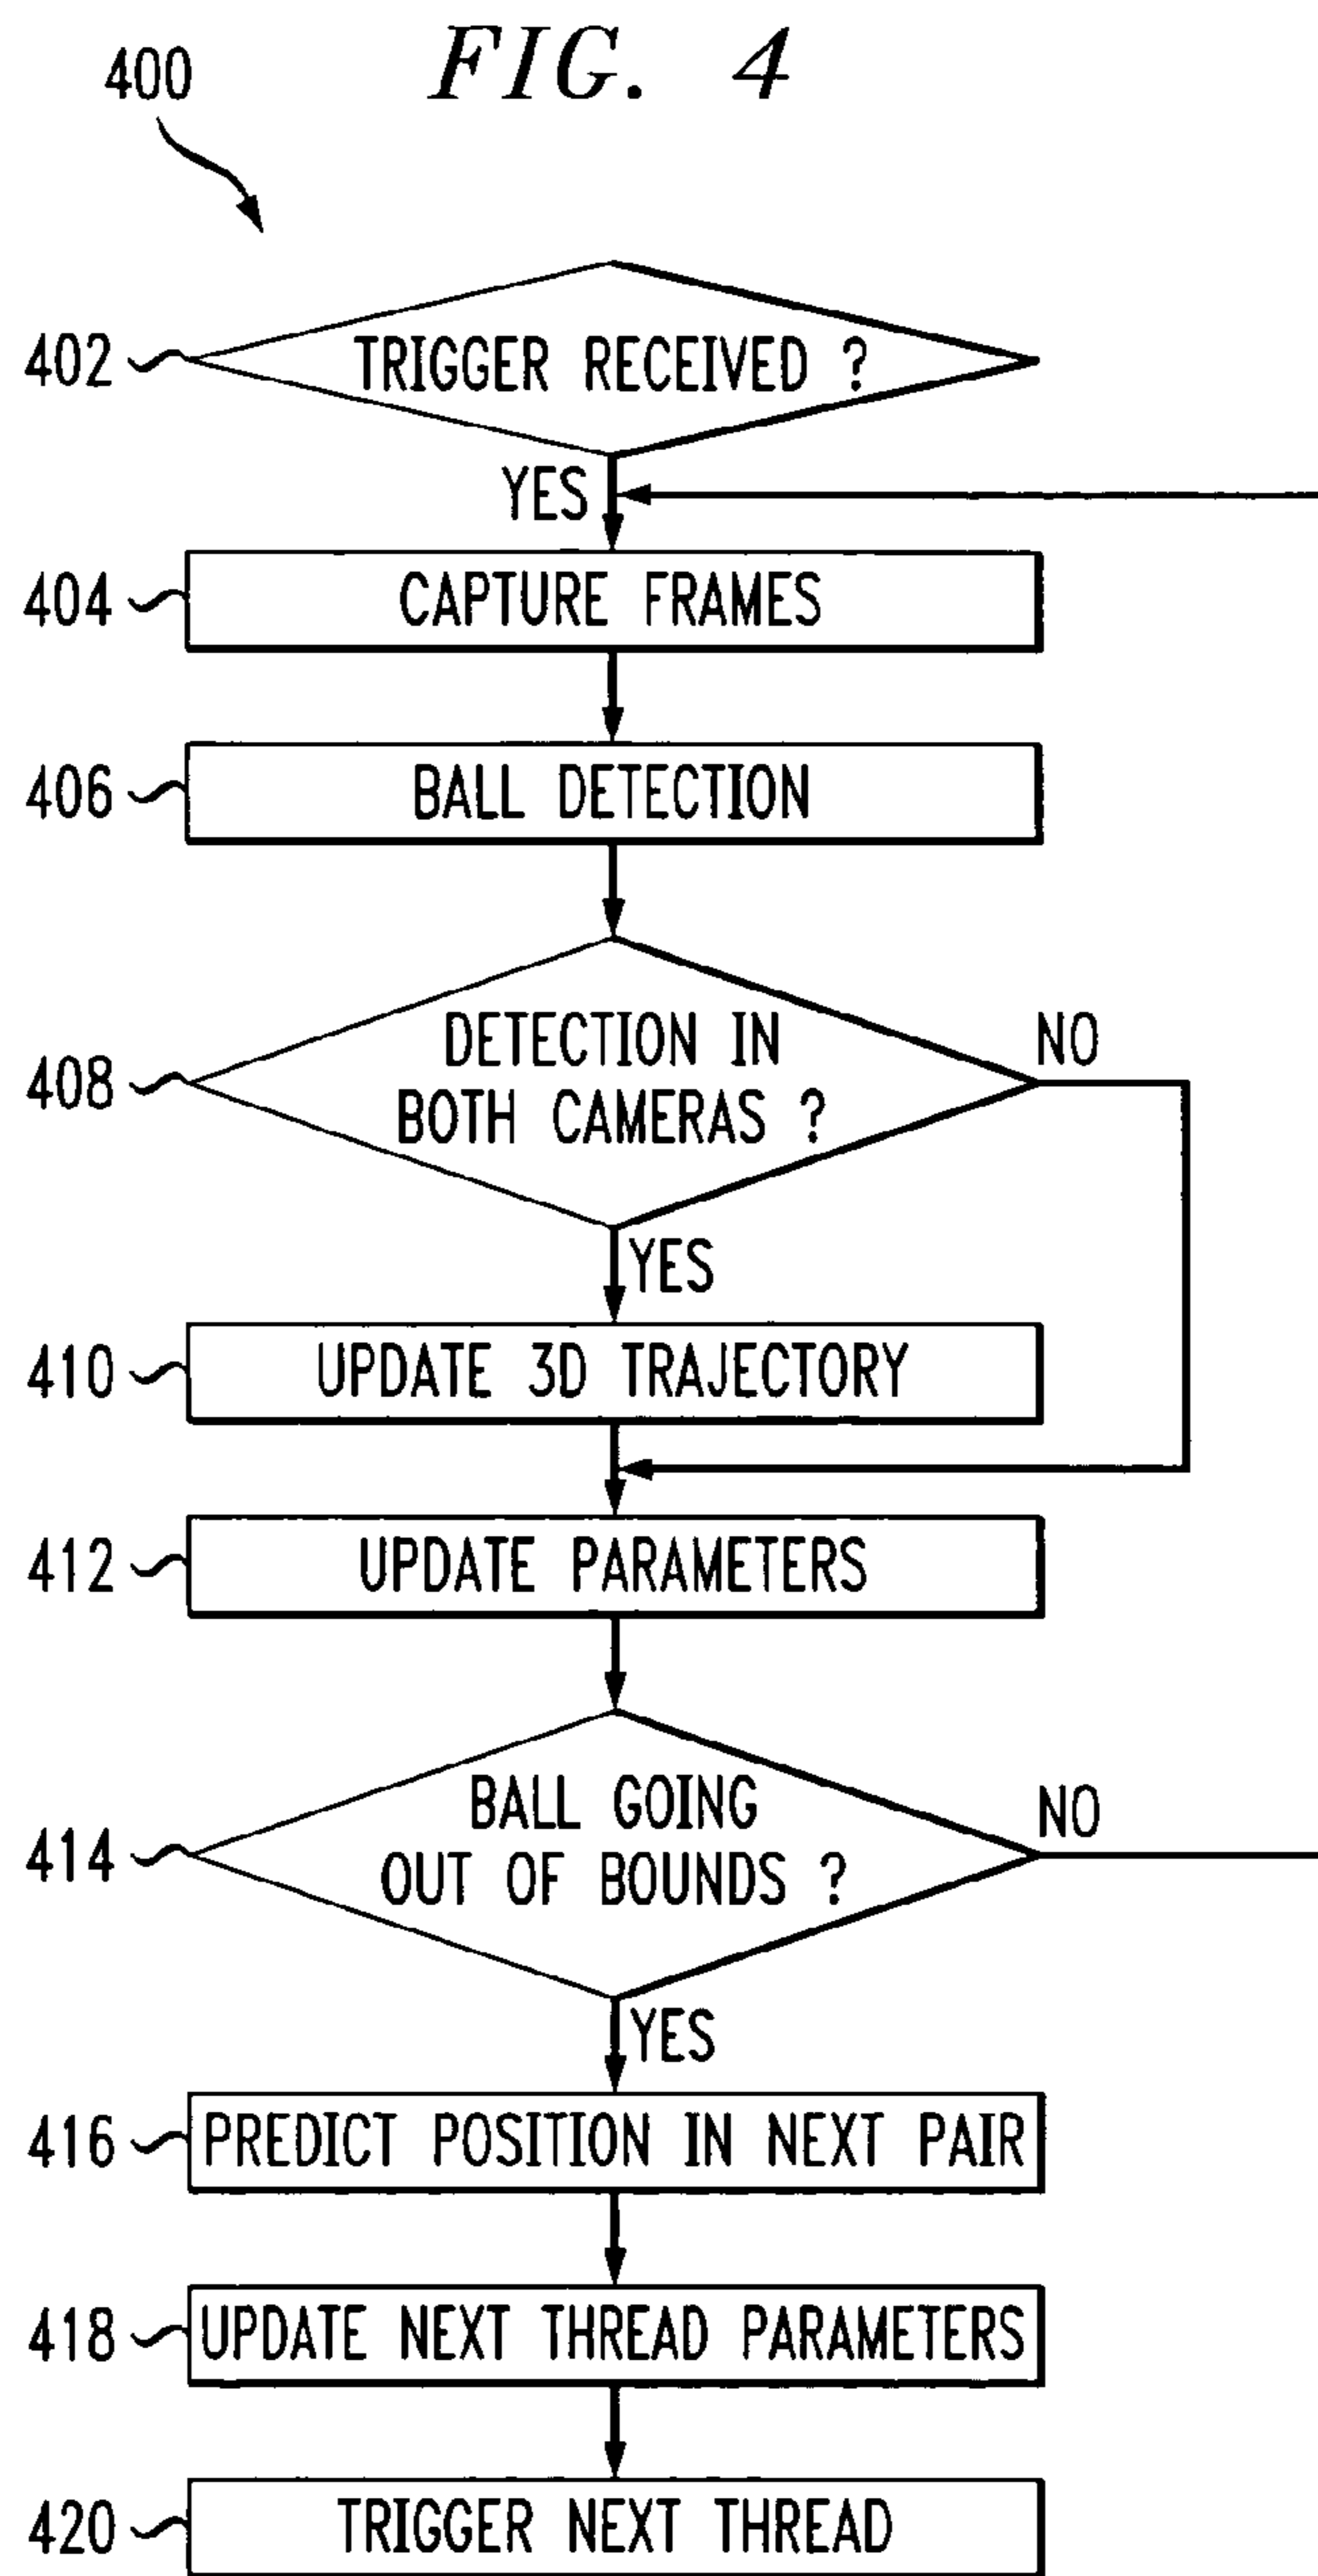 FIG. 4
400
402
TRIGGER RECEIVED ?
YES
404
CAPTURE FRAMES
406
BALL DETECTION
408
DETECTION IN
BOTH CAMERAS ?
NO
YES
410
UPDATE 3D TRAJECTORY
412
UPDATE PARAMETERS
414
BALL GOING
OUT OF BOUNDS ?
NO
YES
416
PREDICT POSITION IN NEXT PAIR
418
UPDATE NEXT THREAD PARAMETERS
420
TRIGGER NEXT THREAD